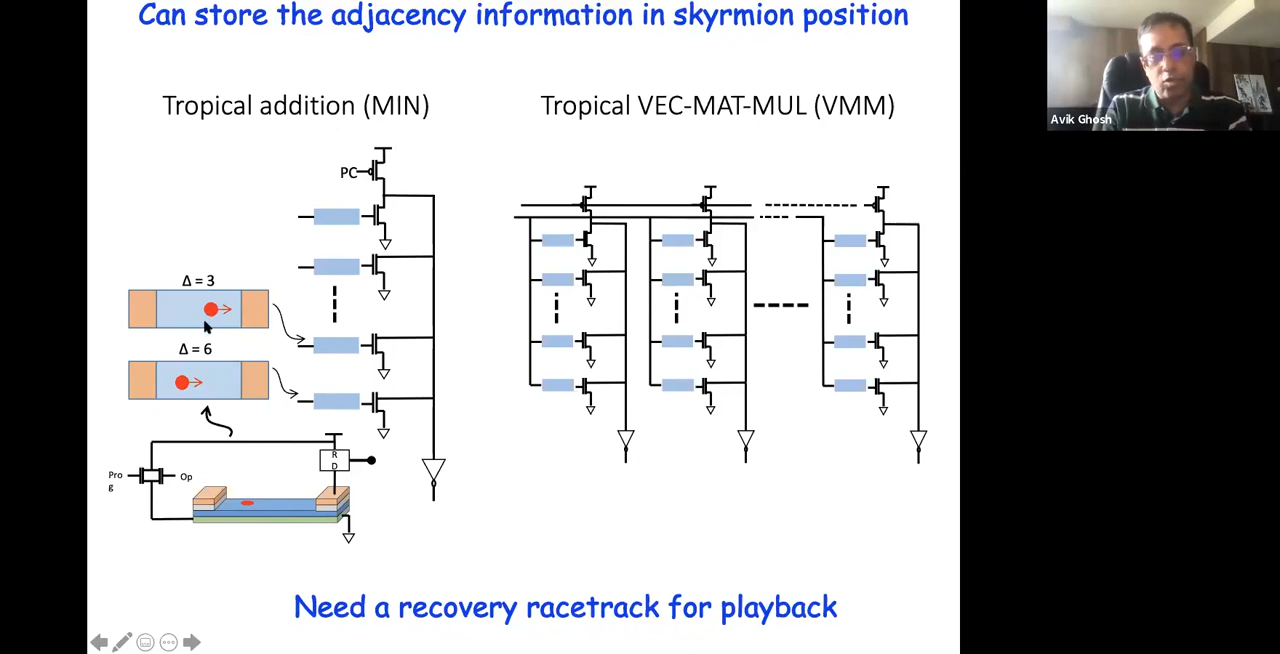 Can store the adjacency information in skyrmion position
Avik Ghosh
Tropical addition (MIN)
Tropical VEC-MAT-MUL (VMM)
PC
Δ = 3
Δ = 6
R
D
Pro
g
Op
Need a recovery racetrack for playback